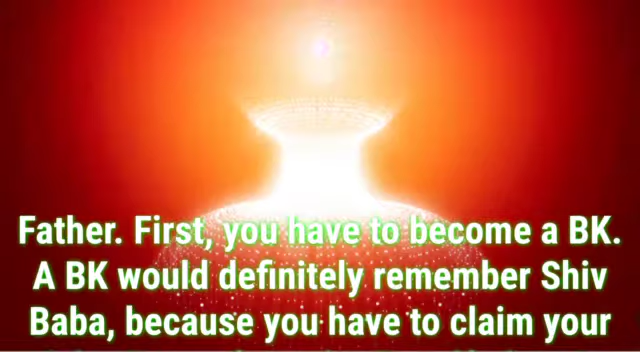 Father. First, you have to become a BK.
A BK would definitely remember Shiv
Baba, because you have to claim your